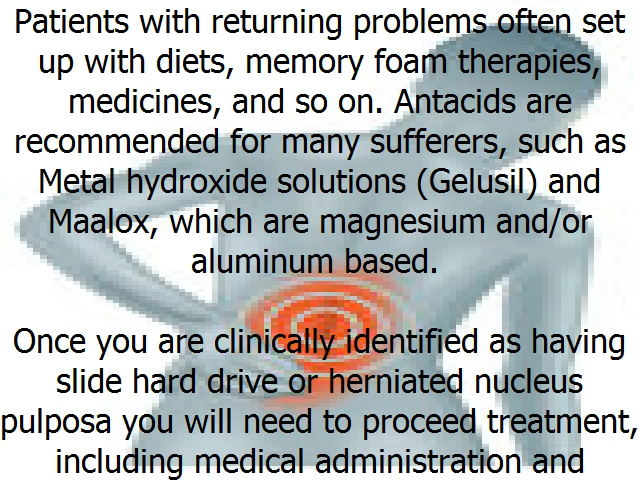 Patients with returning problems often set
up with diets, memory foam therapies,
medicines, and so on. Antacids are
recommended for many sufferers, such as
Metal hydroxide solutions (Gelusil) and
Maalox, which are magnesium and/or
aluminum based.
Once you are clinically identified as having
slide hard drive or herniated nucleus
pulposa you will need to proceed treatment,
including medical administration and